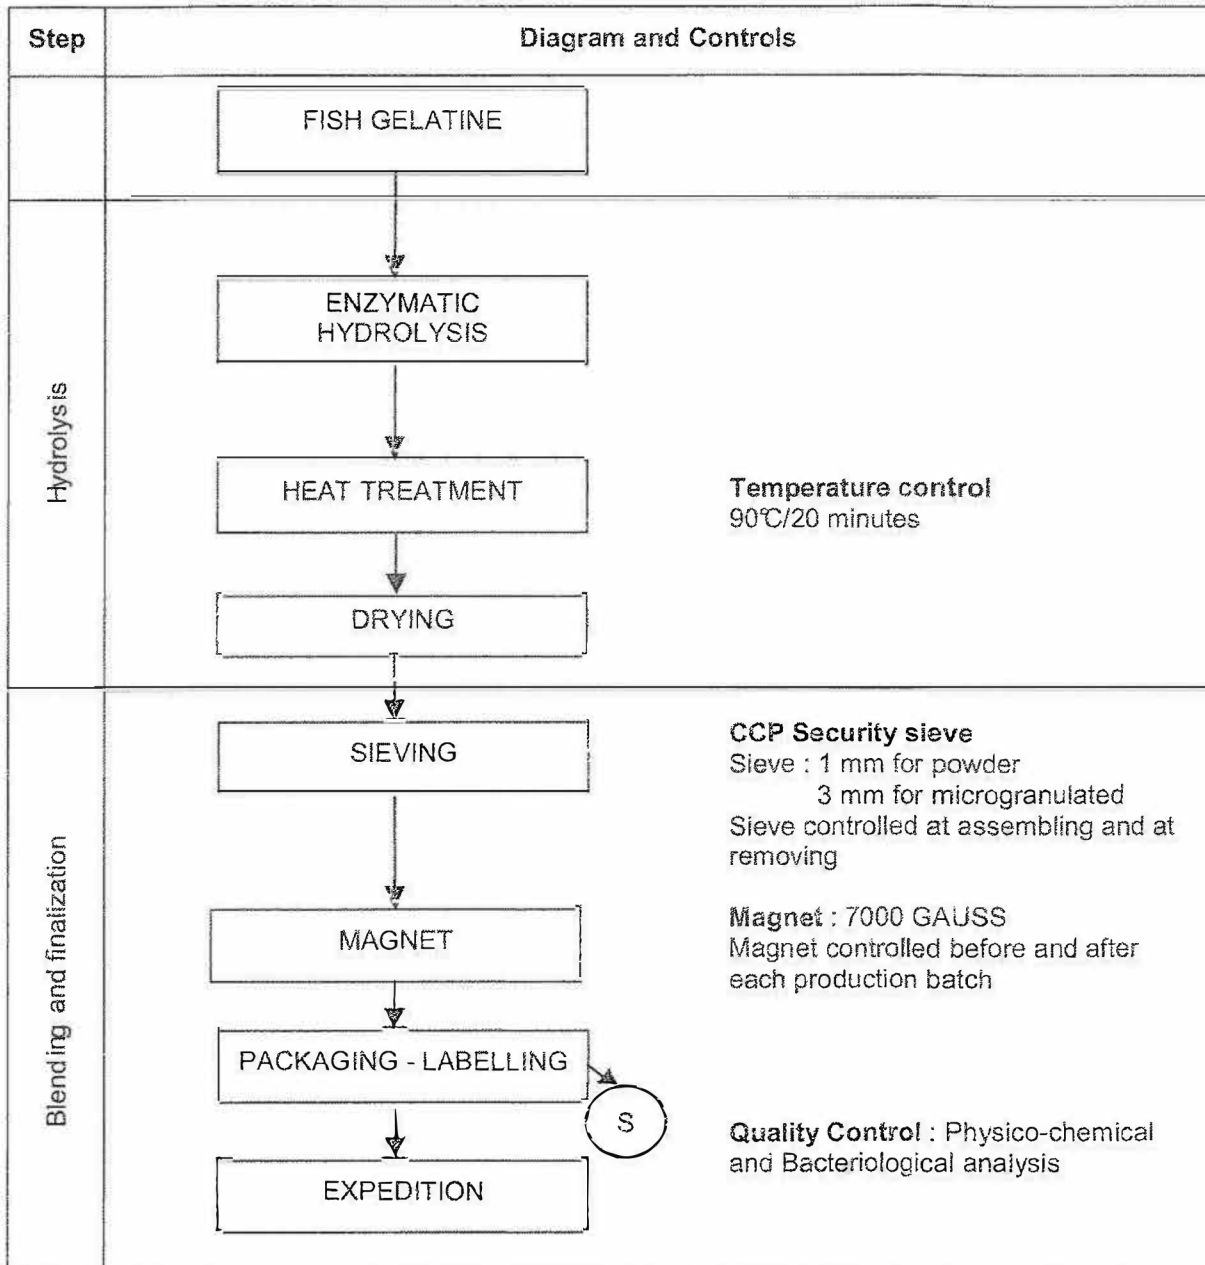 Step
Diagram and Controls
FISH GELATINE
Hydrolysis
ENZYMATIC
HYDROLYSIS
HEAT TREATMENT
Temperature control
90℃/20 minutes
DRYING
Blending and finalization
SIEVING
CCP Security sieve
Sieve : 1 mm for powder
3 mm for microgranulated
Sieve controlled at assembling and at
removing
MAGNET
Magnet : 7000 GAUSS
Magnet controlled before and after
each production batch
PACKAGING - LABELLING
S
Quality Control : Physico-chemical
and Bacteriological analysis
EXPEDITION